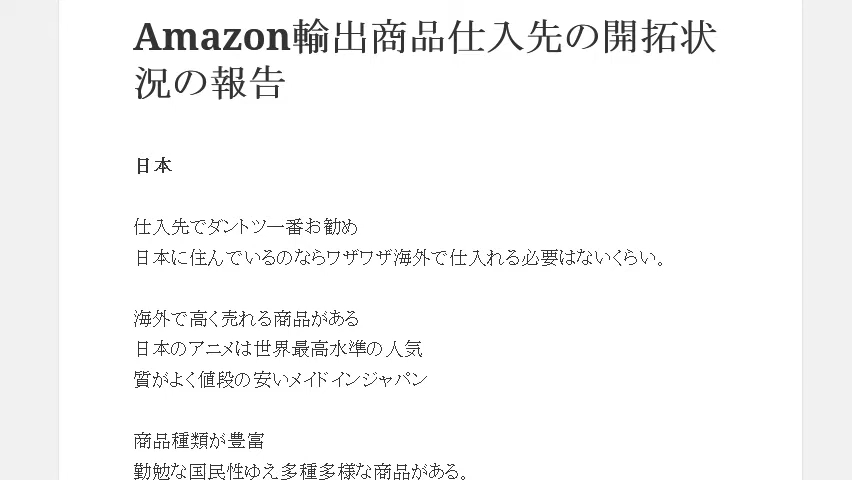 Amazon輸出商品仕入先の開拓状
況の報告
日本
仕入先でダントツ一番お勧め
日本に住んでいるのならワザワザ海外で仕入れる必要はないくらい。
海外で高く売れる商品がある
日本のアニメは世界最高水準の人気
質がよく値段の安いメイドインジャパン
商品種類が豊富
勤勉な国民性ゆえ多種多様な商品がある。